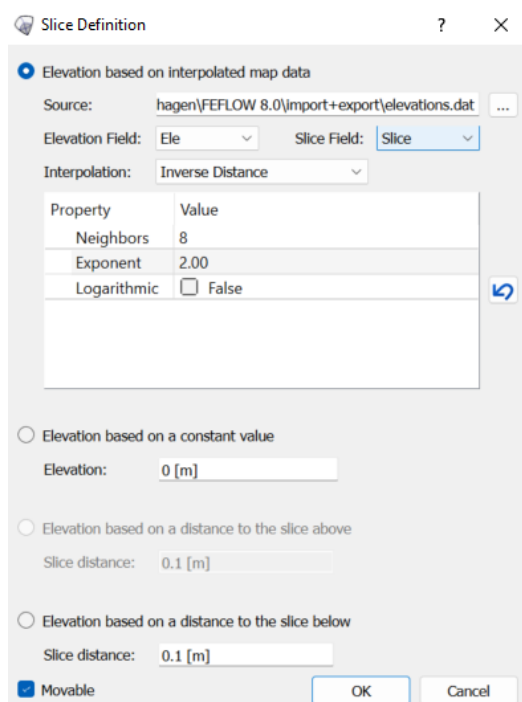 Slice Definition ? ×
Elevation based on interpolated map data
Source: hagen\FEFLOW 8.0\import+export\elevations.dat ...
Elevation Field: Ele Slice Field: Slice
Interpolation: Inverse Distance
Property Value
Neighbors 8
Exponent 2.00
Logarithmic False
Elevation based on a constant value
Elevation: 0 [m]
Elevation based on a distance to the slice above
Slice distance: 0.1 [m]
Elevation based on a distance to the slice below
Slice distance: 0.1 [m]
Movable OK Cancel